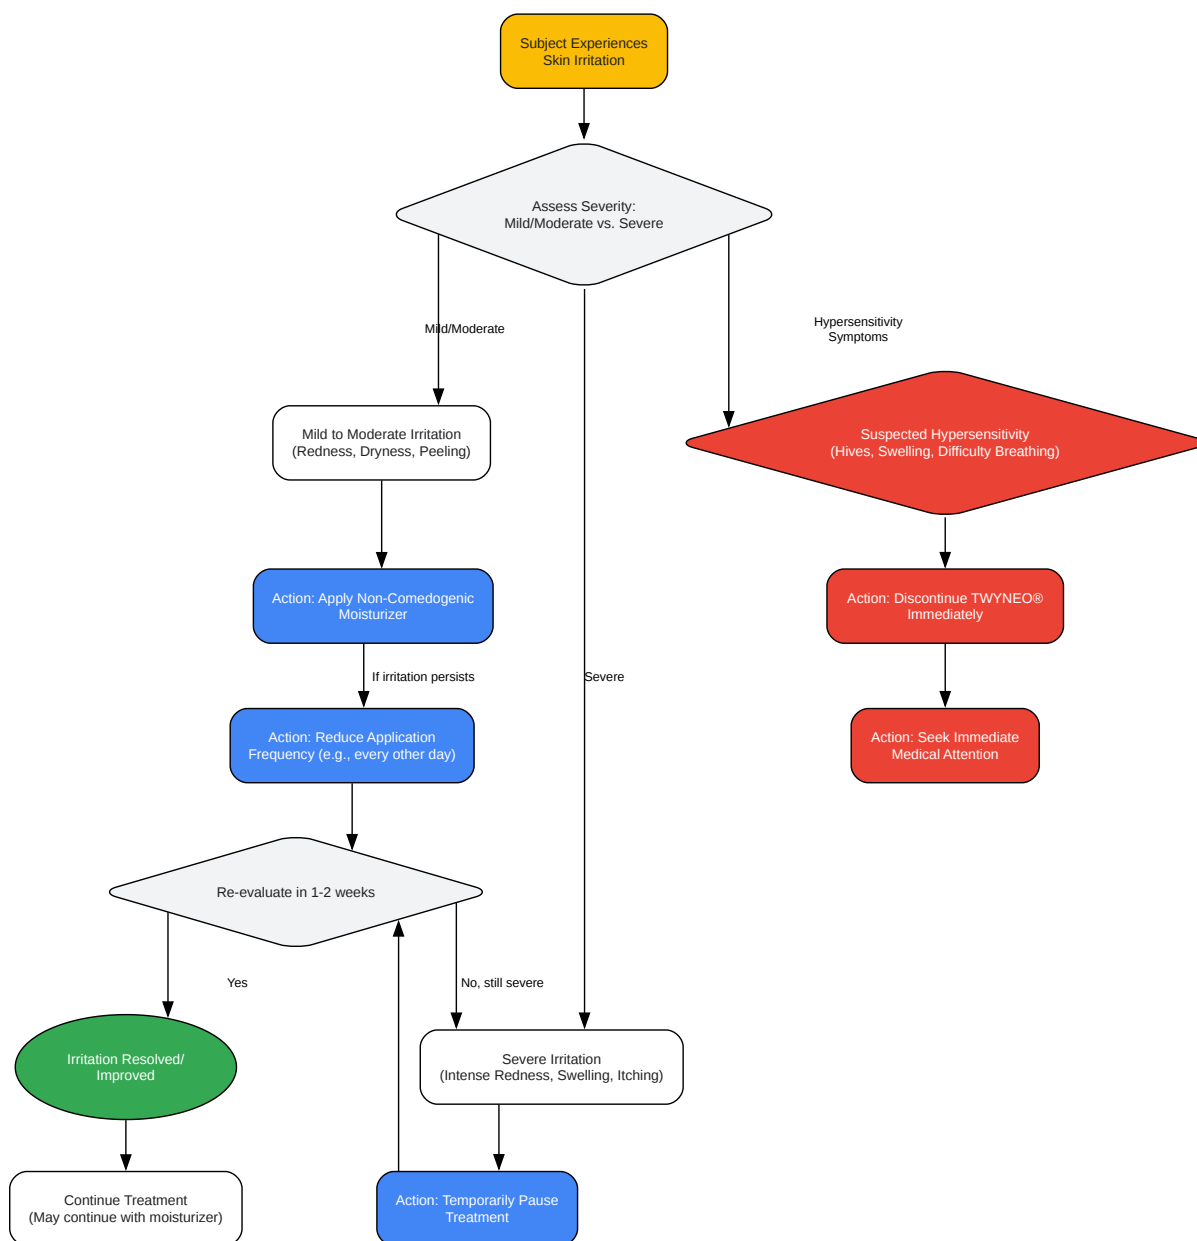 Subject Experiences
Skin Irritation
Assess Severity:
Mild/Moderate vs. Severe
Mild/Moderate
Hypersensitivity
Symptoms
Mild to Moderate Irritation
(Redness, Dryness, Peeling)
Suspected Hypersensitivity
(Hives, Swelling, Difficulty Breathing)
Action: Apply Non-Comedogenic
Moisturizer
Action: Discontinue TWYNEO®
Immediately
If irritation persists
Severe
Action: Reduce Application
Frequency (e.g., every other day)
Action: Seek Immediate
Medical Attention
Re-evaluate in 1-2 weeks
Yes
No, still severe
Irritation Resolved/
Improved
Severe Irritation
(Intense Redness, Swelling, Itching)
Continue Treatment
(May continue with moisturizer)
Action: Temporarily Pause
Treatment